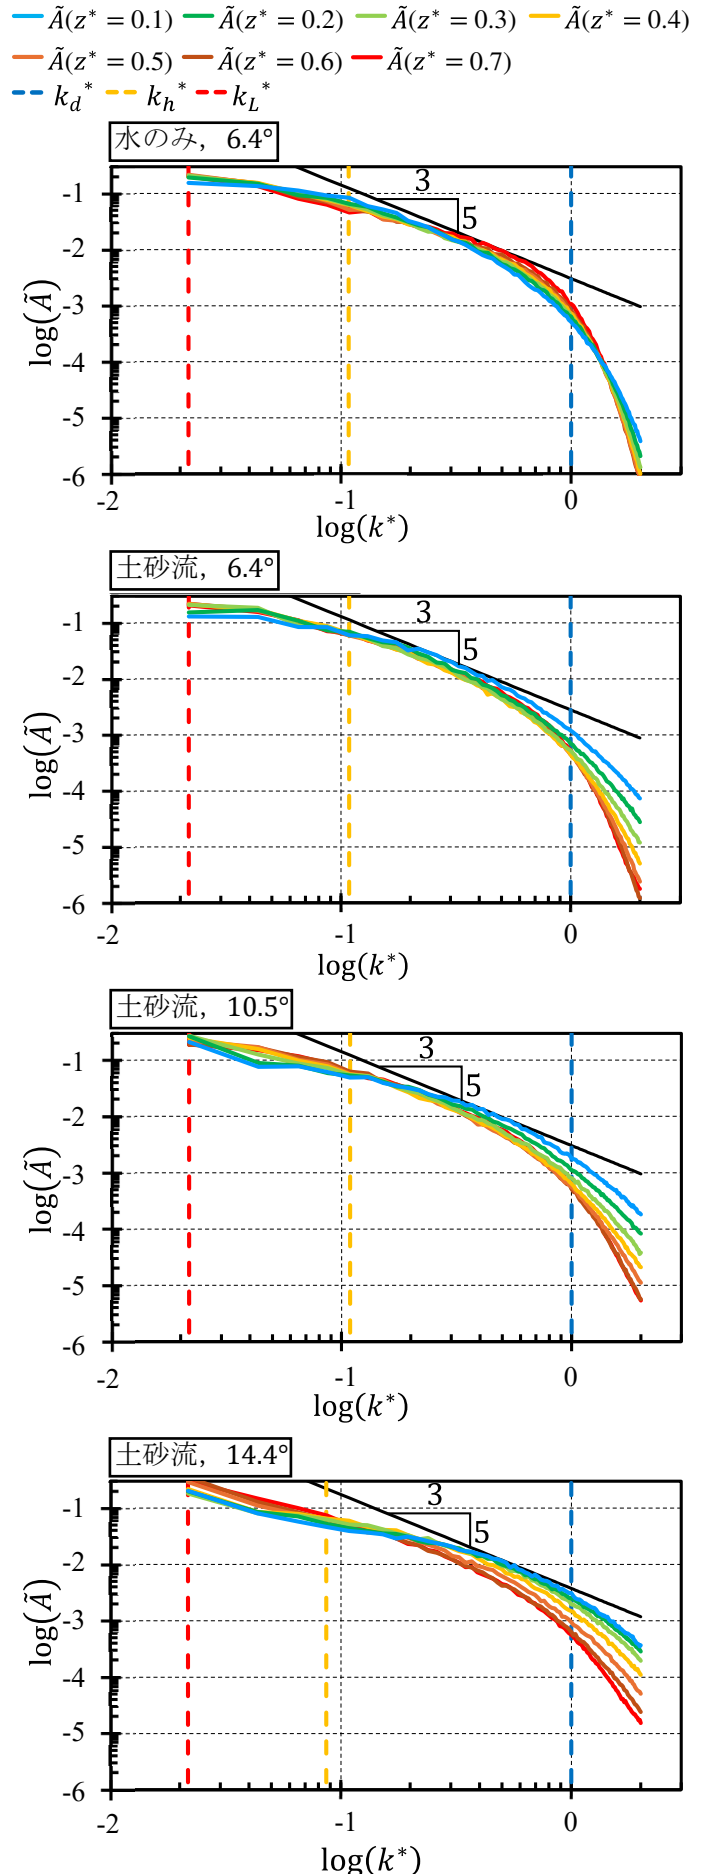 Ã(z* = 0.1) Ã(z* = 0.2) Ã(z* = 0.3) Ã(z* = 0.4)
Ã(z* = 0.5) Ã(z* = 0.6) Ã(z* = 0.7)
k_d* k_h* k_L*
水のみ, 6.4°
3
-1
5
-2
-3
log(Ã)
-4
-5
-6
-2 -1 0
log(k*)
土砂流, 6.4°
3
-1
5
-2
-3
log(Ã)
-4
-5
-6
-2 -1 0
log(k*)
土砂流, 10.5°
3
-1
5
-2
-3
log(Ã)
-4
-5
-6
-2 -1 0
log(k*)
土砂流, 14.4°
3
-1
5
-2
-3
log(Ã)
-4
-5
-6
-2 -1 0
log(k*)